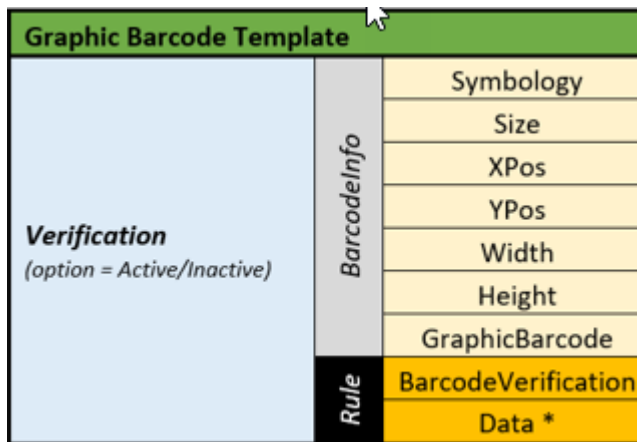 Graphic Barcode Template
Verification
(option = Active/Inactive)
BarcodeInfo
Symbology
Size
XPos
YPos
Width
Height
GraphicBarcode
Rule
BarcodeVerification
Data *